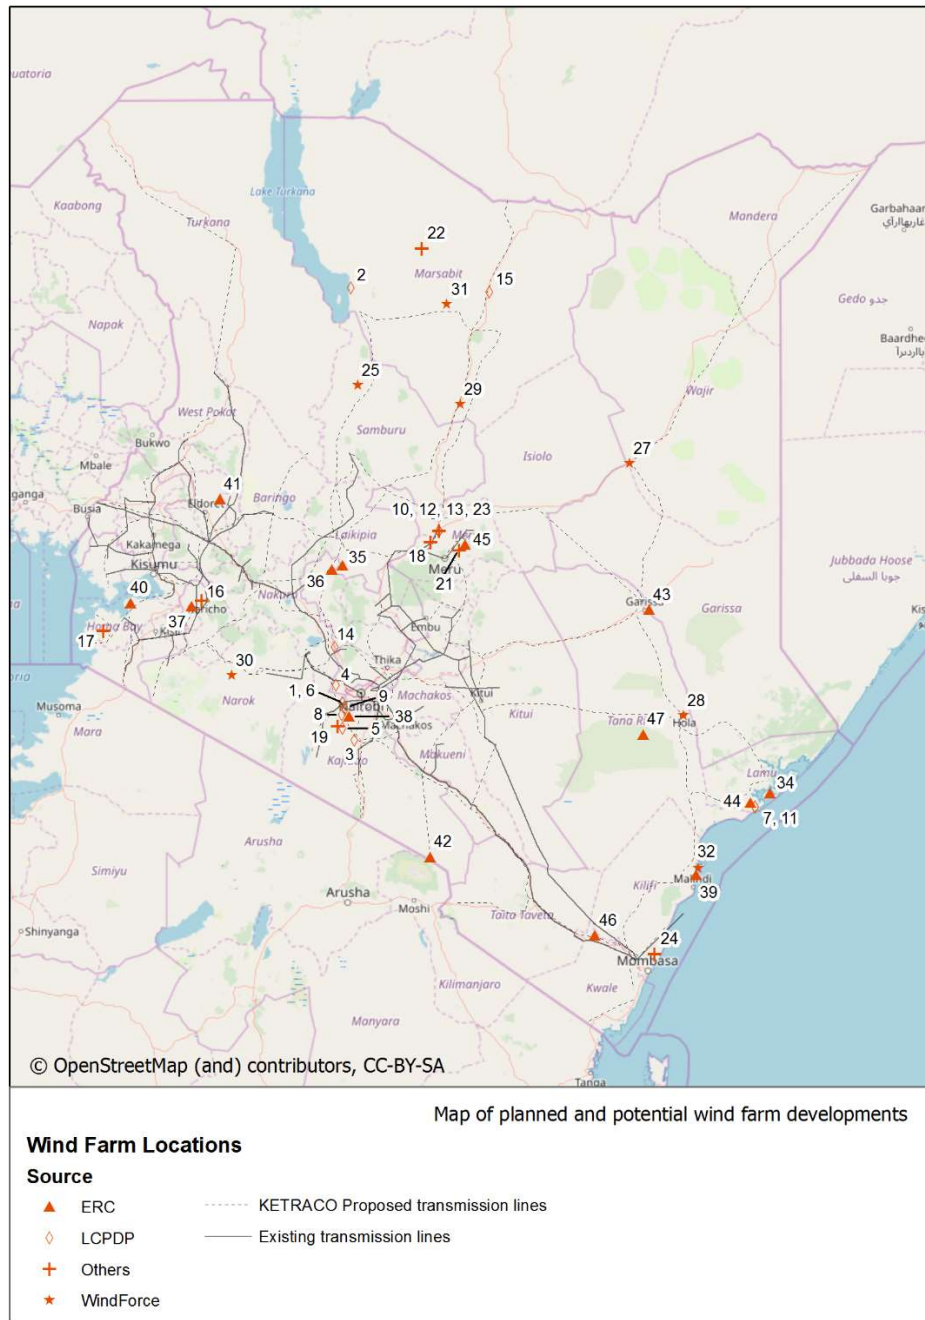 Lake Turkana
Kaabong
Turkana
Mandera
Garbahaar
22
Marsabit
2
31
15
Gedo جدو
Napak
Baardhee
25
29
West Pokot
Wajir
Samburu
Bukwo
27
Mbale
Isiolo
41
Eldoret
Baringo
10, 12, 13, 23
Busia
Laikipia
Kakamega
35
45
Jubbada Hoose
جوبا السفلى
Kisumu
18
Meru
36
21
40
16
Nakuru
43
Garissa
Garissa
37
Kericho
Homa Bay
Embu
17
14
Thika
30
4
Machakos
Kitui
1, 6
9
Narok
Nairobi
28
Musoma
8
38
Kitui
47
Tana River
Hola
Mara
19
5
Machakos
3
Makueni
Kajiado
Lamu
34
44
7, 11
42
Arusha
32
Simiyu
Malindi
Kilifi
39
Arusha
Moshi
Taita Taveta
Shinyanga
46
24
Mombasa
Kilimanjaro
Kwale
Manyara
© OpenStreetMap (and) contributors, CC-BY-SA
Tanga
Map of planned and potential wind farm developments
Wind Farm Locations
Source
ERC
KETRACO Proposed transmission lines
LCPDP
Existing transmission lines
Others
WindForce